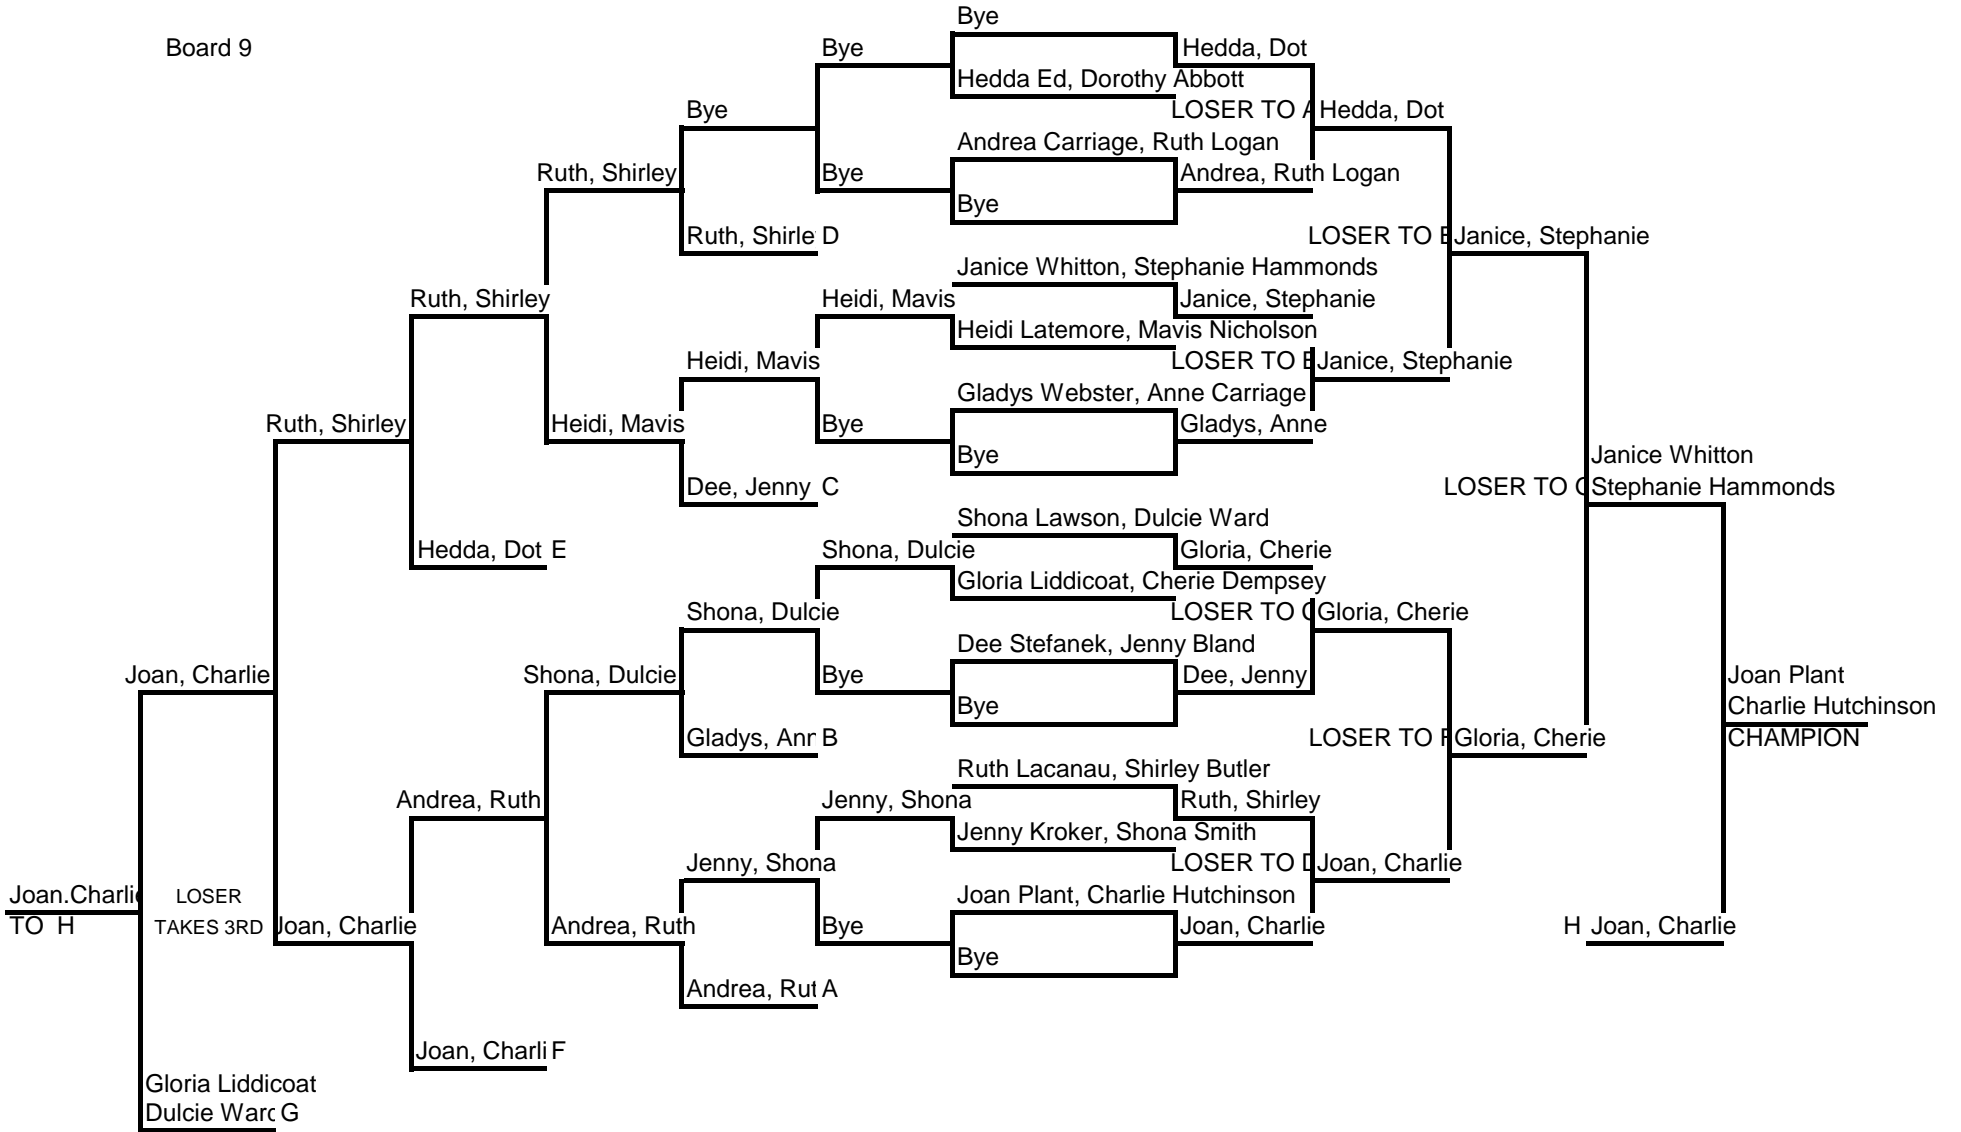 Bye
Board 9
Bye
Hedda, Dot
Hedda Ed, Dorothy Abbott
Bye
LOSER TO A
Hedda, Dot
Andrea Carriage, Ruth Logan
Ruth, Shirley
Bye
Andrea, Ruth Logan
Bye
Ruth, Shirle
D
LOSER TO
Janice, Stephanie
Janice Whitton, Stephanie Hammonds
Ruth, Shirley
Heidi, Mavis
Janice, Stephanie
Heidi Latemore, Mavis Nicholson
Heidi, Mavis
LOSER TO
Janice, Stephanie
Gladys Webster, Anne Carriage
Ruth, Shirley
Heidi, Mavis
Bye
Gladys, Anne
Bye
Janice Whitton
Dee, Jenny
C
LOSER TO
Stephanie Hammonds
Shona Lawson, Dulcie Ward
Hedda, Dot
E
Shona, Dulcie
Gloria, Cherie
Gloria Liddicoat, Cherie Dempsey
Shona, Dulcie
LOSER TO
Gloria, Cherie
Dee Stefanek, Jenny Bland
Joan, Charlie
Shona, Dulcie
Bye
Dee, Jenny
Joan Plant
Bye
Charlie Hutchinson
Gladys, Ann
B
LOSER TO
Gloria, Cherie
CHAMPION
Ruth Lacanau, Shirley Butler
Andrea, Ruth
Jenny, Shona
Ruth, Shirley
Jenny Kroker, Shona Smith
Jenny, Shona
LOSER TO D
Joan, Charlie
Joan.Charlie
LOSER
Joan Plant, Charlie Hutchinson
TO H
TAKES 3RD
Joan, Charlie
Andrea, Ruth
Bye
Joan, Charlie
H
Joan, Charlie
Bye
Andrea, Rut
A
Joan, Charli
F
Gloria Liddicoat
Dulcie Ward
G